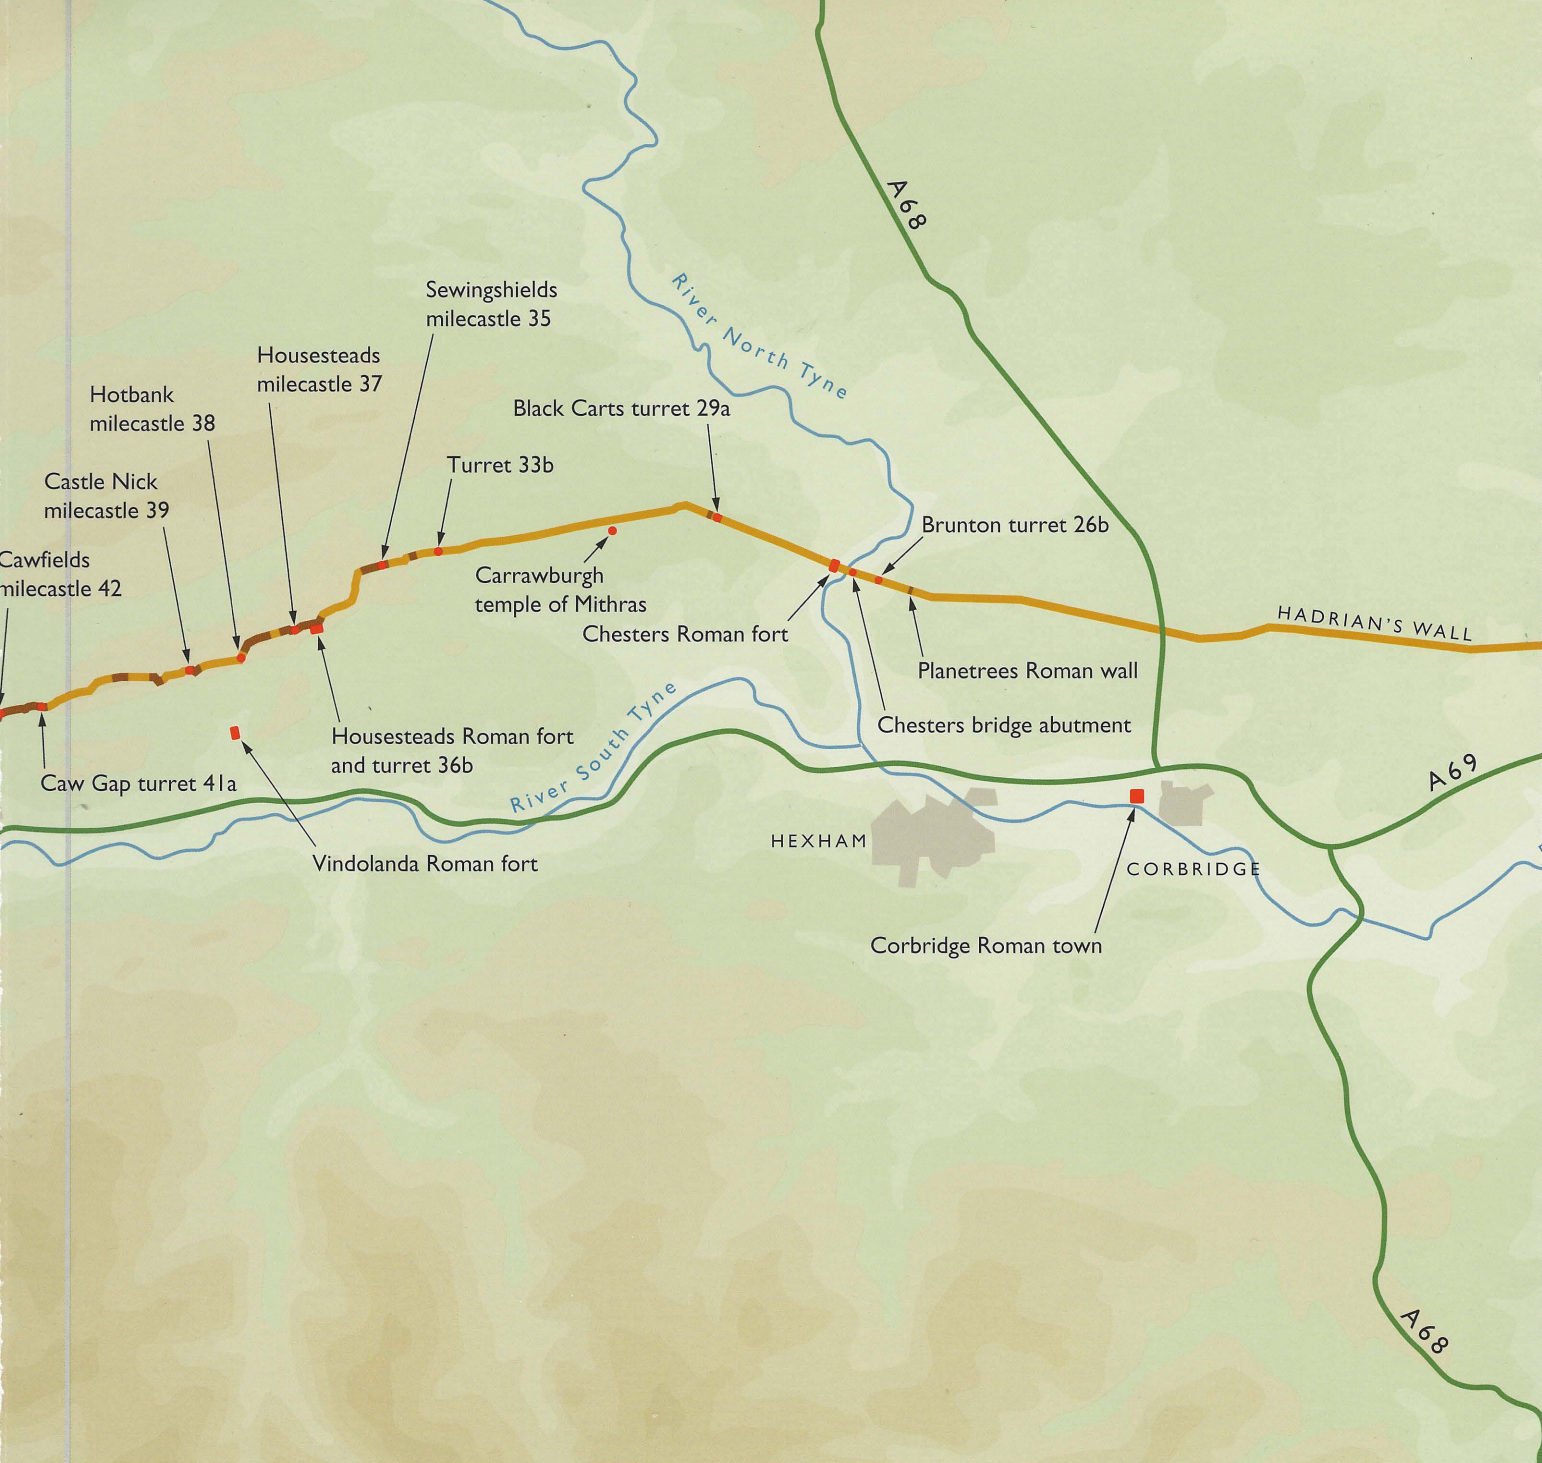 A68
River North Tyne
Sewingshields
milecastle 35
Housesteads
milecastle 37
Hotbank
milecastle 38
Black Carts turret 29a
Turret 33b
Castle Nick
milecastle 39
Brunton turret 26b
Cawfields
milecastle 42
Carrawburgh
temple of Mithras
Chesters Roman fort
HADRIAN'S WALL
Planetrees Roman wall
Chesters bridge abutment
Housesteads Roman fort
and turret 36b
River South Tyne
Caw Gap turret 41a
A69
HEXHAM
Vindolanda Roman fort
CORBRIDGE
Corbridge Roman town
A68